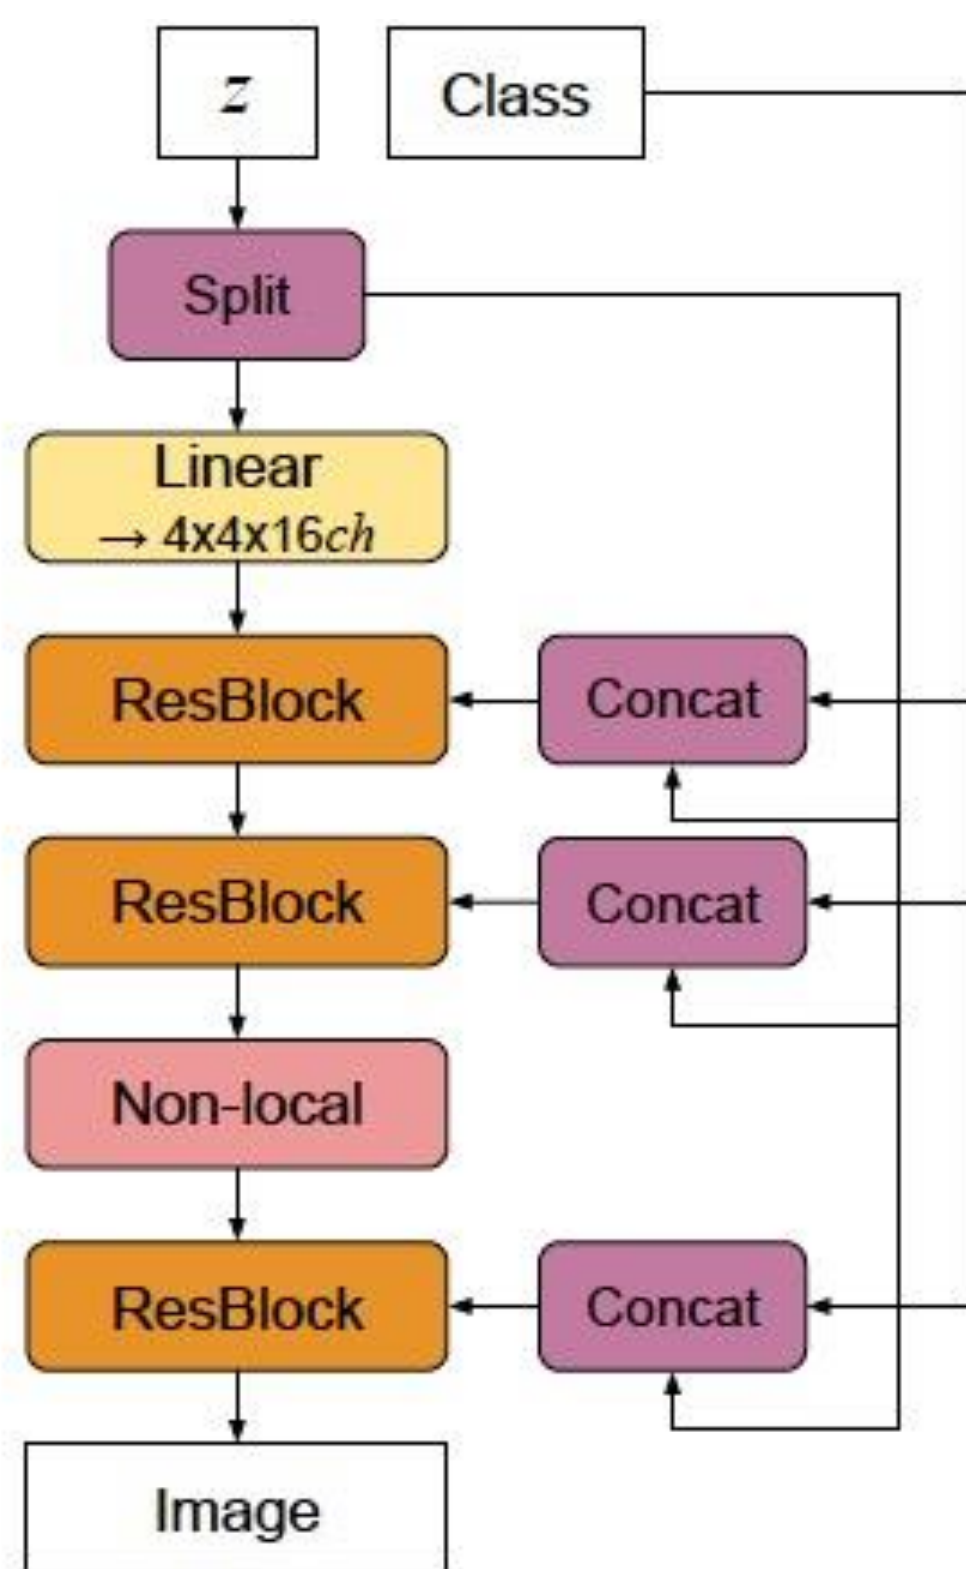 z
Class
Split
Linear
→ 4x4x16ch
ResBlock
Concat
ResBlock
Concat
Non-local
ResBlock
Concat
Image